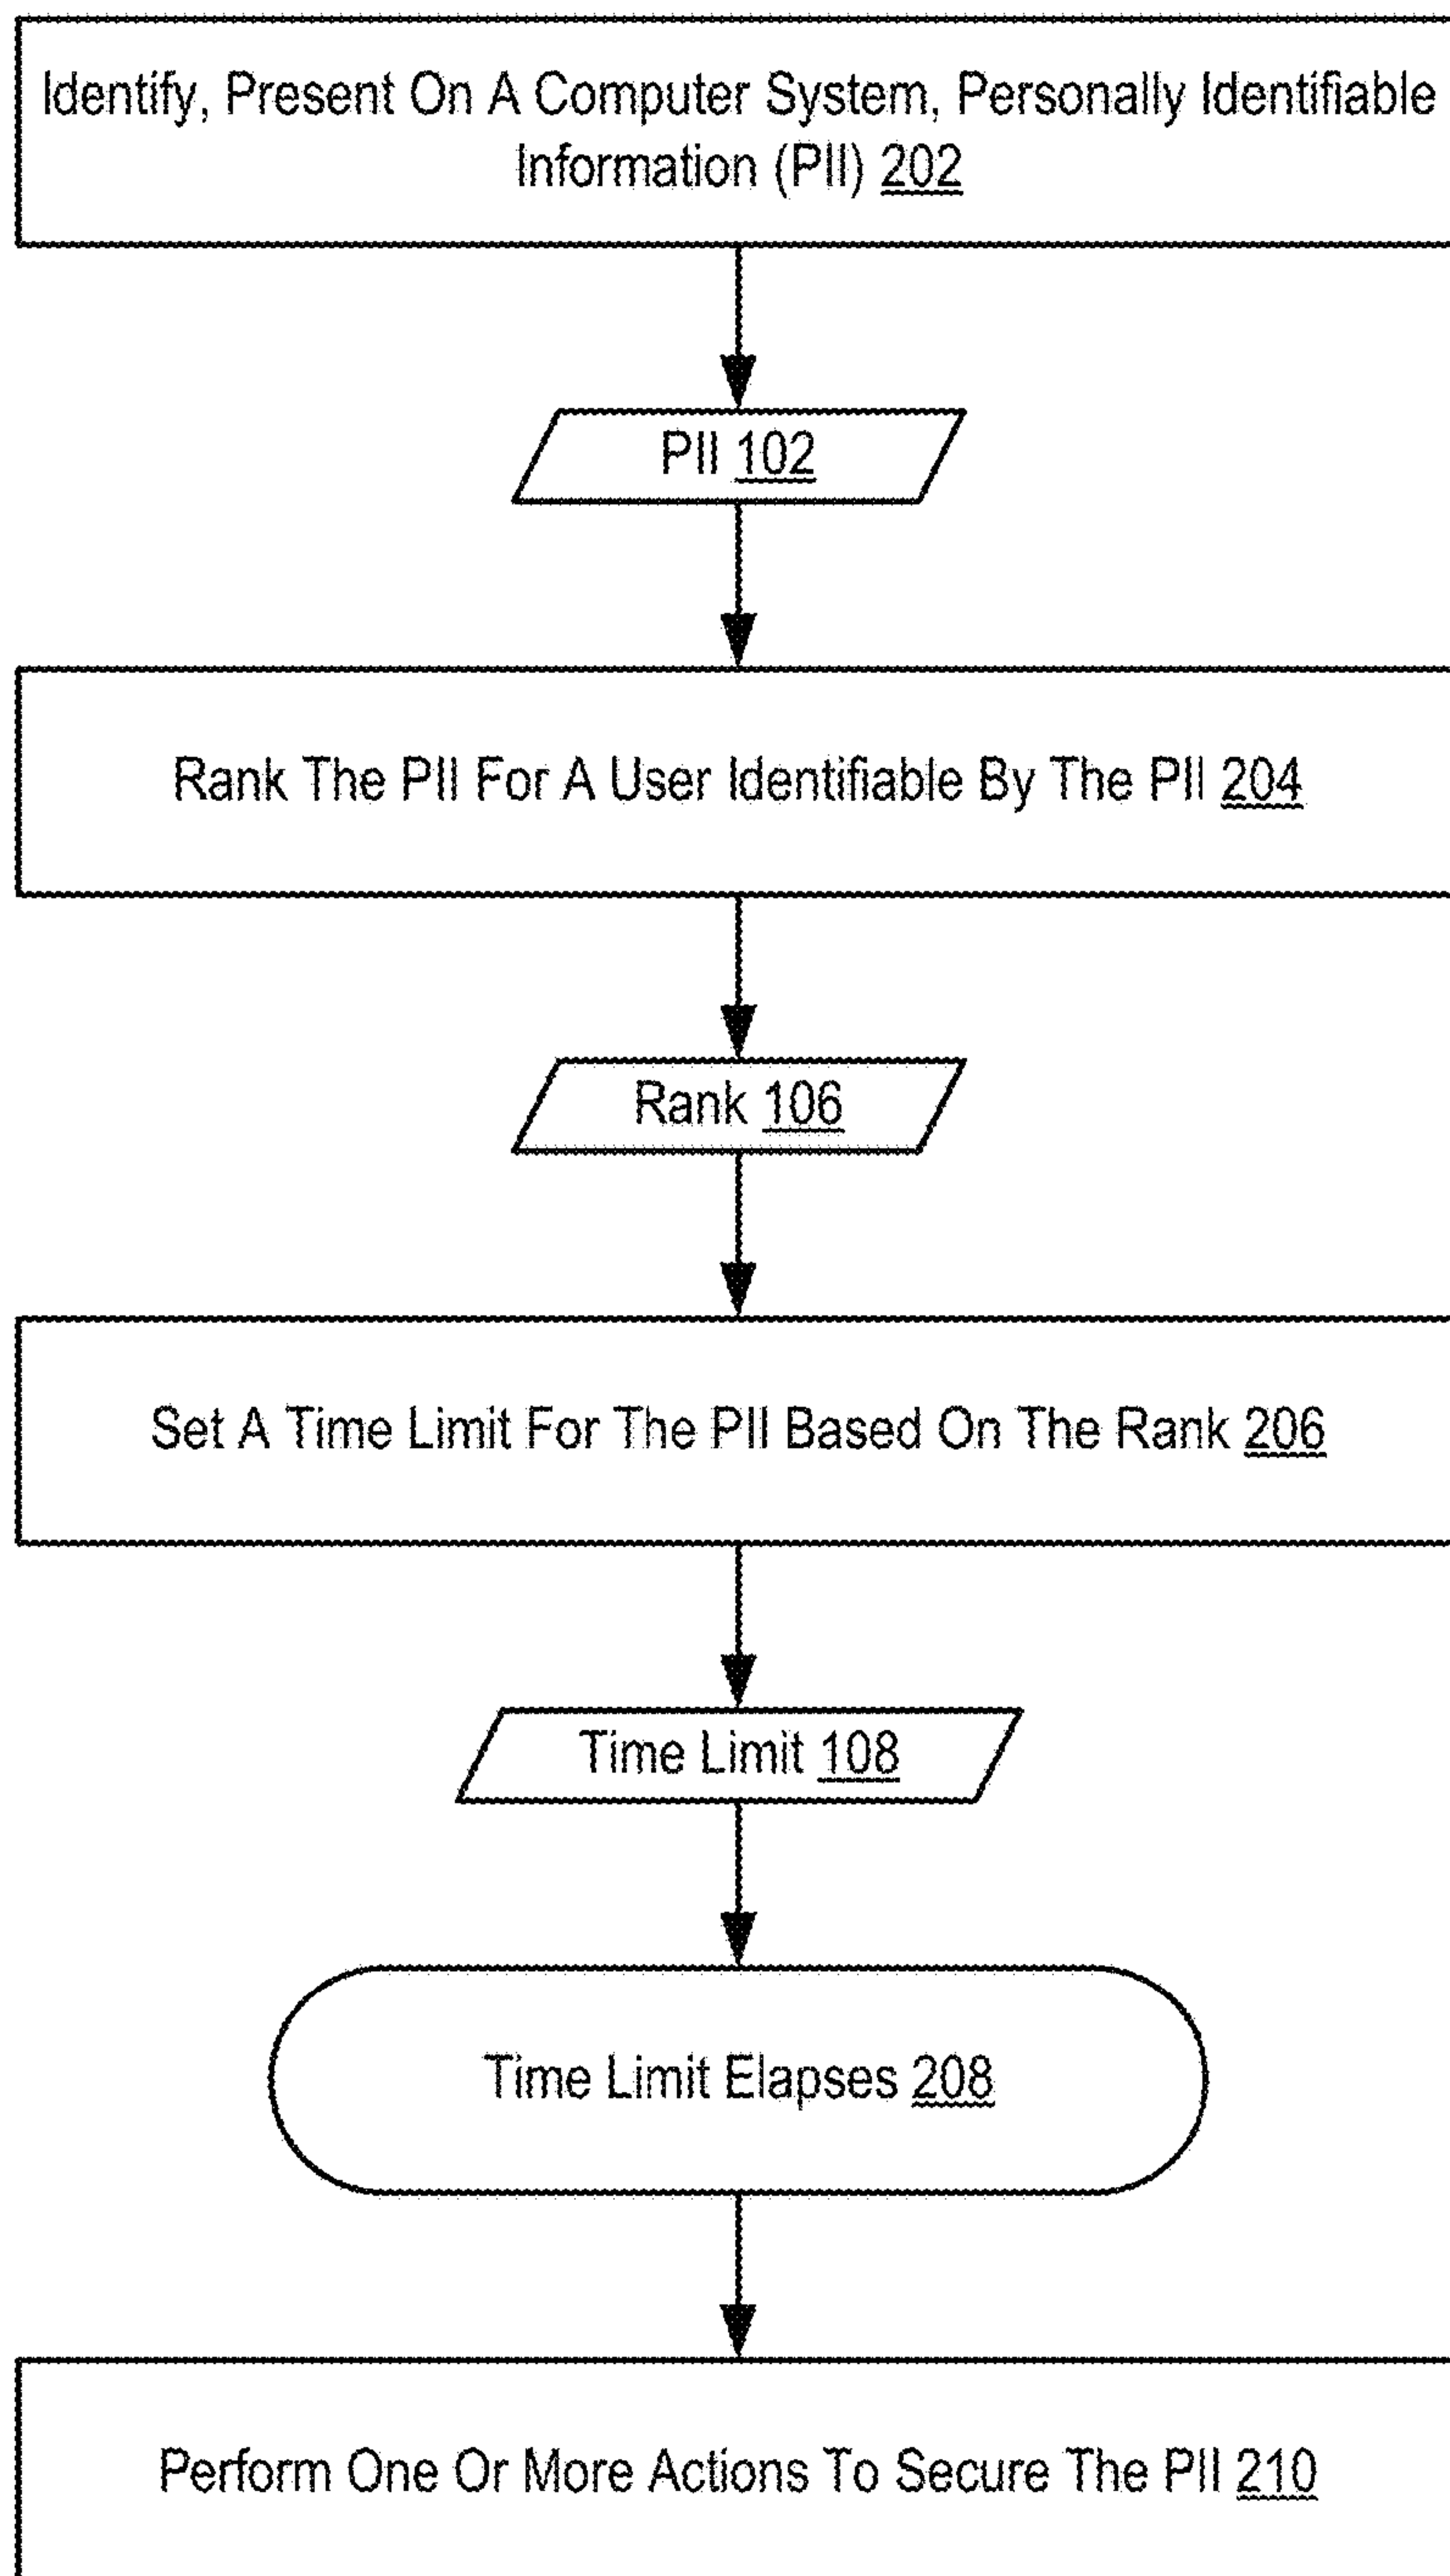 Identify, Present On A Computer System, Personally Identifiable
Information (PII) 202
PII 102
Rank The PII For A User Identifiable By The PII 204
Rank 106
Set A Time Limit For The PII Based On The Rank 206
Time Limit 108
Time Limit Elapses 208
Perform One Or More Actions To Secure The PII 210